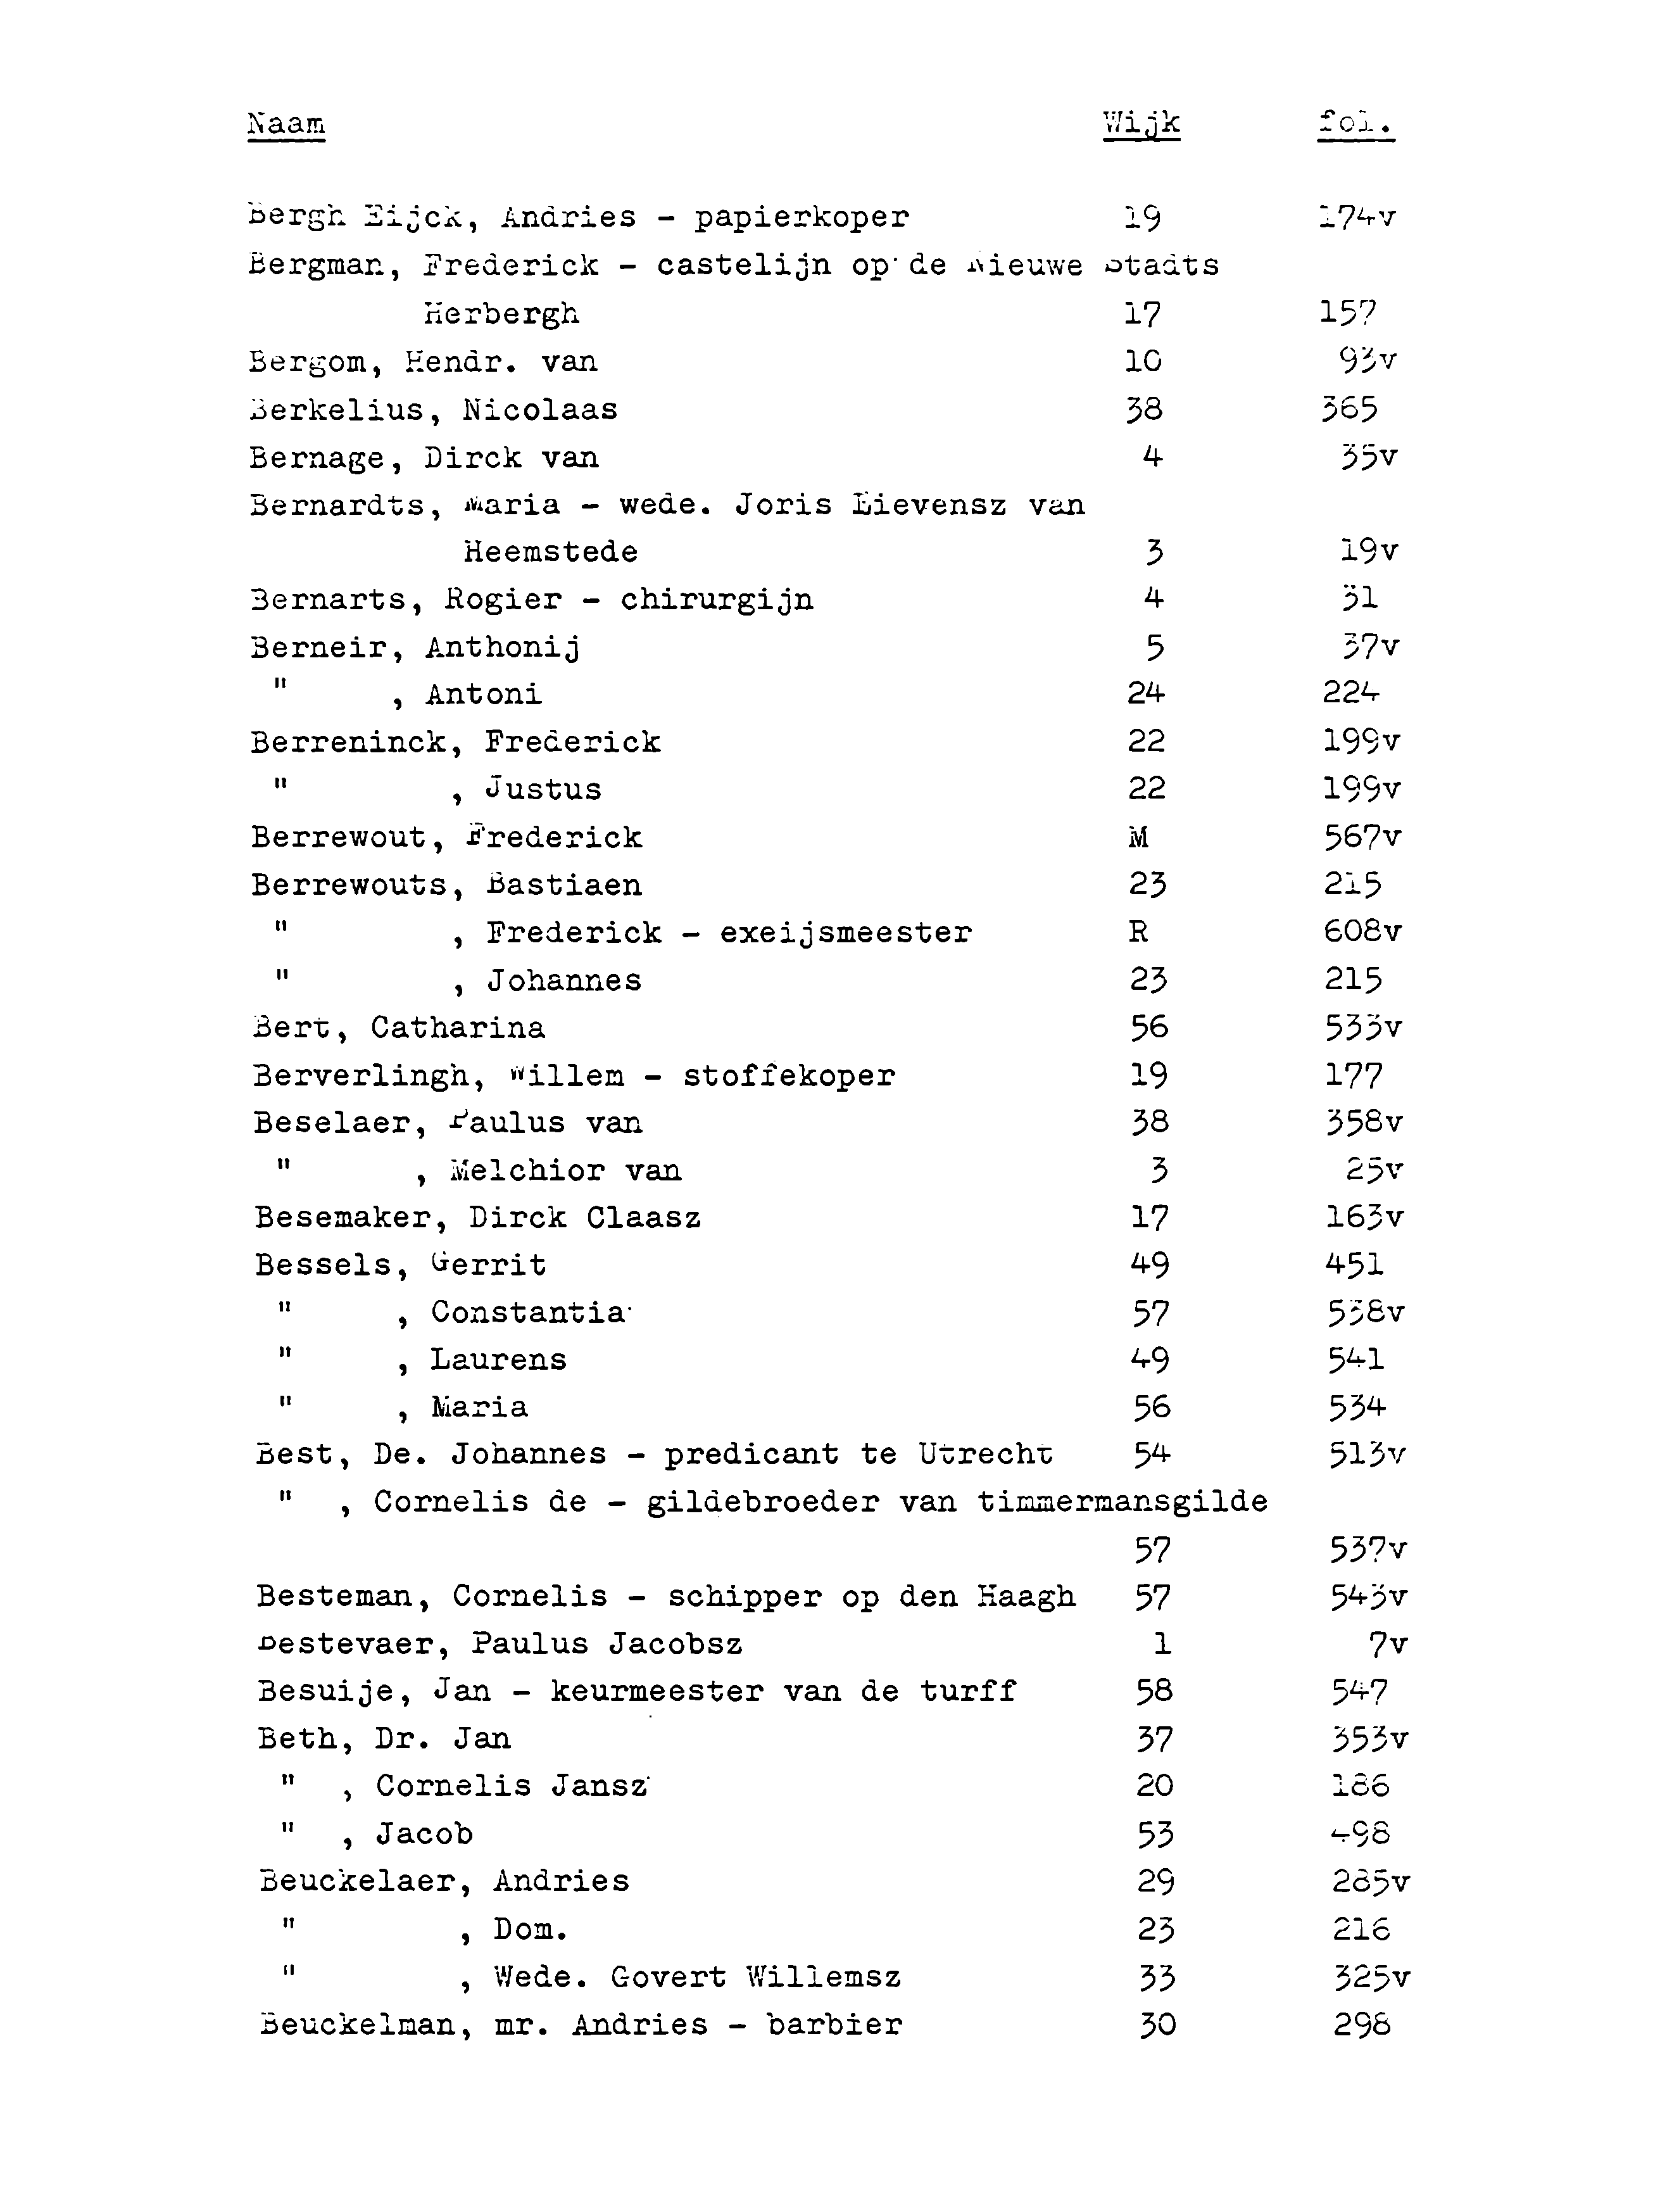 Naam Wijk fol.
Bergh Eijck, Andries - papierkoper 19 174v
Bergman, Frederick - castelijn op de Nieuwe Stadts
Herbergh 17 157
Bergom, Hendr. van 10 93v
Berkelius, Nicolaas 38 365
Bernage, Dirck van 4 35v
Bernardts, Maria - wede. Joris Lievensz van
Heemstede 3 19v
Bernarts, Rogier - chirurgijn 4 31
Berneir, Anthonij 5 37v
" , Antoni 24 224
Berreninck, Frederick 22 199v
" , Justus 22 199v
Berrewout, Frederick M 567v
Berrewouts, Bastiaen 23 215
" , Frederick - exeijsmeester R 608v
" , Johannes 23 215
Bert, Catharina 56 533v
Berverlingh, Willem - stoffekoper 19 177
Beselaer, Paulus van 38 358v
" , Melchior van 3 25v
Besemaker, Dirck Claasz 17 163v
Bessels, Gerrit 49 451
" , Constantia 57 538v
" , Laurens 49 541
" , Maria 56 534
Best, De. Johannes - predicant te Utrecht 54 513v
" , Cornelis de - gildebroeder van timmermansgilde
57 537v
Besteman, Cornelis - schipper op den Haagh 57 543v
Bestevaer, Paulus Jacobsz 1 7v
Besuije, Jan - keurmeester van de turff 58 547
Beth, Dr. Jan 37 353v
" , Cornelis Jansz 20 186
" , Jacob 53 498
Beuckelaer, Andries 29 285v
" , Dom. 23 216
" , Wede. Govert Willemsz 33 325v
Beuckelman, mr. Andries - barbier 30 298